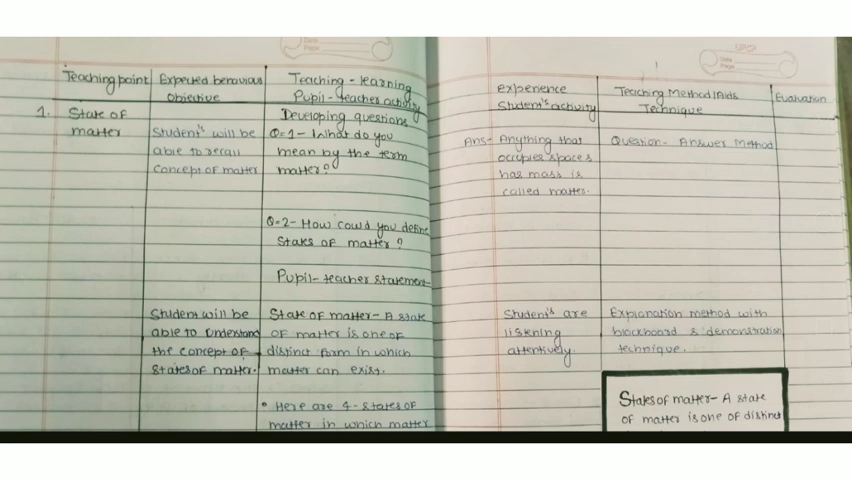 Date
Page
Teaching point
Expected behaviour
objective
Teaching - learning
Pupil - teacher activity
1. State of
matter
Student's will be
able to recall
concept of matter
Student will be
able to understand
the concept of
states of matter.
Developing questions
Q=1- What do you
mean by the term
matter?
Q=2- How could you define
States of matter?
Pupil-teacher statement-
State of matter- A state
of matter is one of
distinct form in which
matter can exist.
• Here are 4-states of
matter in which matter
Date
Page
experience
Student's activity
Teaching Method/Aids
Technique
Evaluation
Ans- Anything that
occupies space &
has mass is
called matter.
Student's are
listening
attentively.
Question- Answer Method
Explanation method with
blackboard & demonstration
technique.
States of matter- A state
of matter is one of distinct